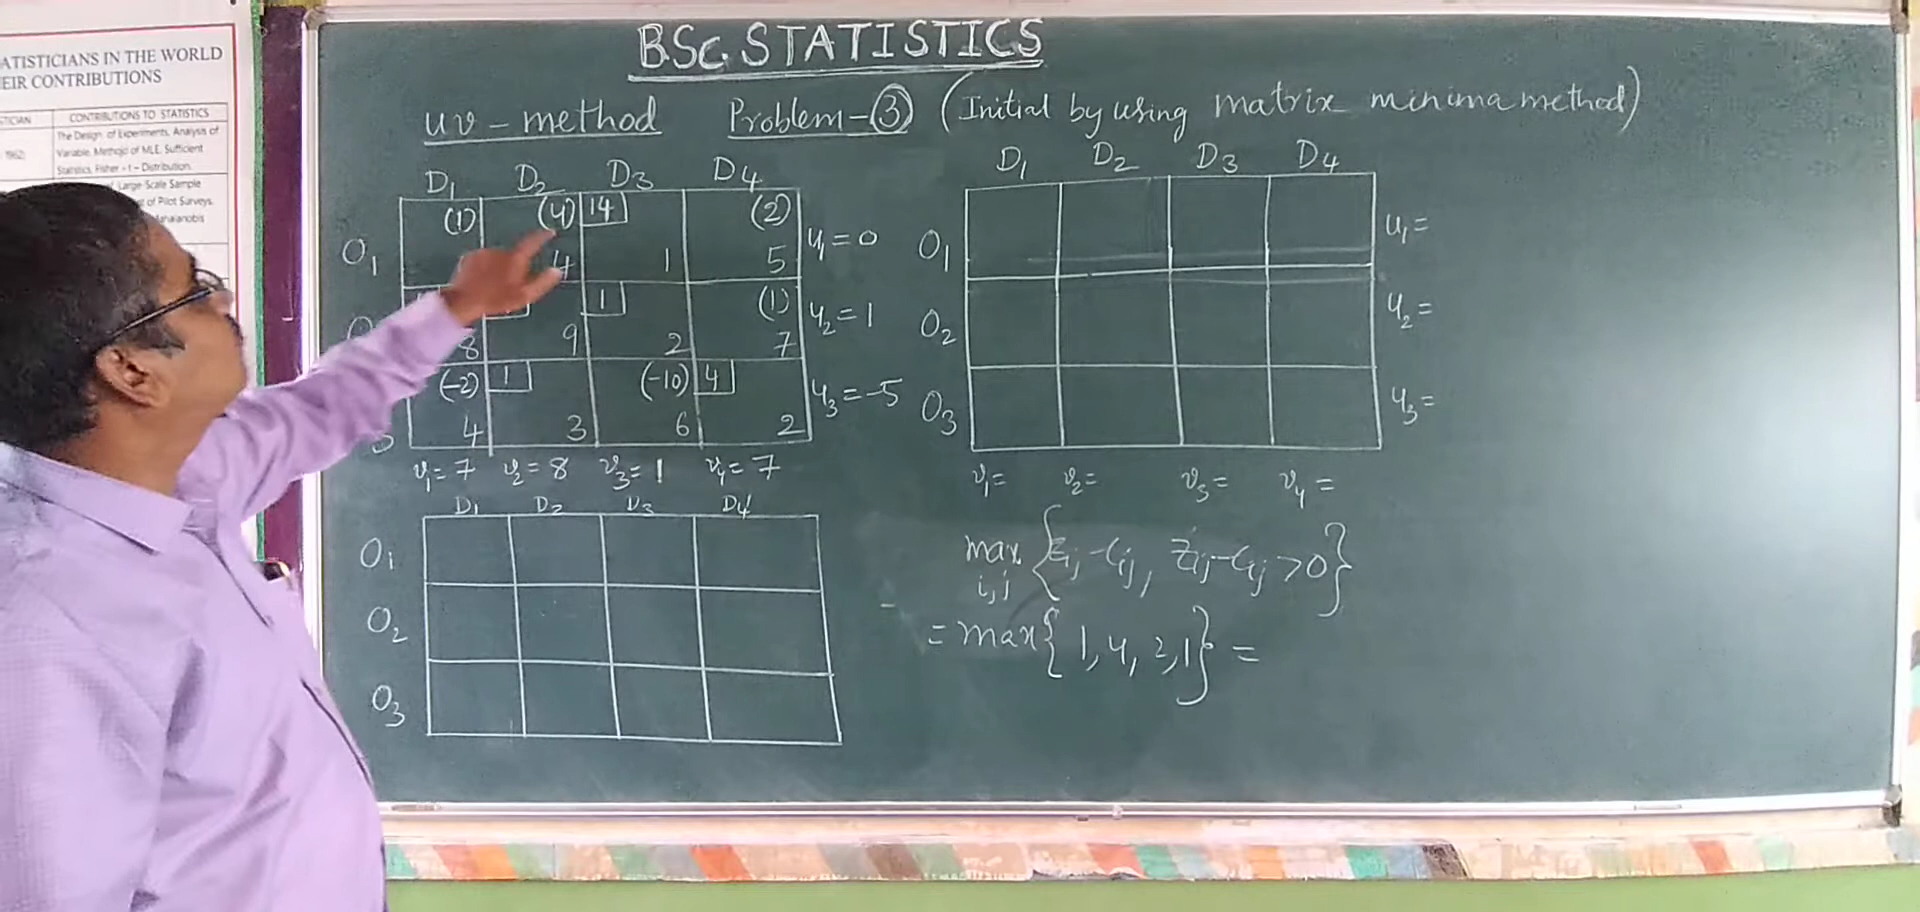 ATISTICIANS IN THE WORLD
EIR CONTRIBUTIONS
STICIAN CONTRIBUTIONS TO STATISTICS
1962) The Design of Experiments, Analysis of
Variable, Method of MLE, Sufficient
Statistics, Fisher - t - Distribution.
Large Scale Sample
of Pilot Surveys.
BSc. STATISTICS
uv - method Problem - ③ (Initial by using matrix minima method)
D₁ D₂ D₃ D₄
(1) (4) 14 (2)
O₁ 4 1 5 u₁ = 0
1 (1)
8 9 2 7 u₂ = 1
(-2) 1 (-10) 4
4 3 6 2 u₃ = -5
v₁ = 7 v₂ = 8 v₃ = 1 v₄ = 7
D₁ D₂ D₃ D₄
O₁
O₂
O₃
D₁ D₂ D₃ D₄
O₁ u₁ =
O₂ u₂ =
O₃ u₃ =
v₁ = v₂ = v₃ = v₄ =
max {zij - cij, zij - cij > 0}
i,j
= max {1, 4, 2, 1} =